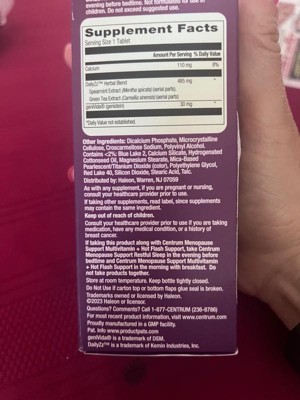 evening before bedtime. Not formulated for use in
children. Do not exceed suggested use.
Supplement Facts
Serving Size 1 Tablet
Amount Per Serving % Daily Value
Calcium 110 mg 8%
DailyZz™ Herbal Blend 485 mg *
Spearmint Extract (Mentha spicata) (aerial parts),
Green Tea Extract (Camellia sinensis) (aerial parts)
geniVida® (genistein) 30 mg *
*Daily Value not established.
Other Ingredients: Dicalcium Phosphate, Microcrystalline
Cellulose, Croscarmellose Sodium, Polyvinyl Alcohol.
Contains <2%: Blue Lake 2, Calcium Silicate, Hydrogenated
Cottonseed Oil, Magnesium Stearate, Mica-Based
Pearlescent/Titanium Dioxide (color), Polyethylene Glycol,
Red Lake 40, Silicon Dioxide, Stearic Acid, Talc.
Distributed by: Haleon, Warren, NJ 07059
As with any supplement, if you are pregnant or nursing,
consult your healthcare provider prior to use.
If taking other supplements, read label, since supplements
may contain the same ingredient.
Keep out of reach of children.
Consult your healthcare provider prior to use if you are taking
medication, have any medical condition, or a history of
breast cancer.
If taking this product along with Centrum Menopause
Support Multivitamin + Hot Flash Support, take Centrum
Menopause Support Restful Sleep in the evening before
bedtime and Centrum Menopause Support Multivitamin
+ Hot Flash Support in the morning with breakfast. Do
not take products together.
Store at room temperature. Keep bottle tightly closed.
Do Not Use if carton top or bottom flaps glue seal is broken.
Trademarks owned or licensed by Haleon.
©2023 Haleon or licensor.
Questions? Comments? Call 1-877-CENTRUM (236-8786)
For most recent product information, visit www.centrum.com
Proudly manufactured in a GMP facility.
Pat. Info www.productpats.com
geniVida® is a trademark of DSM.
DailyZz™ is a trademark of Kemin Industries, Inc.